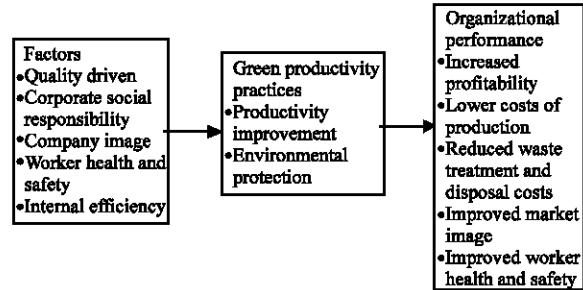 Factors
•Quality driven
•Corporate social
responsibility
•Company image
•Worker health and
safety
•Internal efficiency
Green productivity
practices
•Productivity
improvement
•Environmental
protection
Organizational
performance
•Increased
profitability
•Lower costs of
production
•Reduced waste
treatment and
disposal costs
•Improved market
image
•Improved worker
health and safety